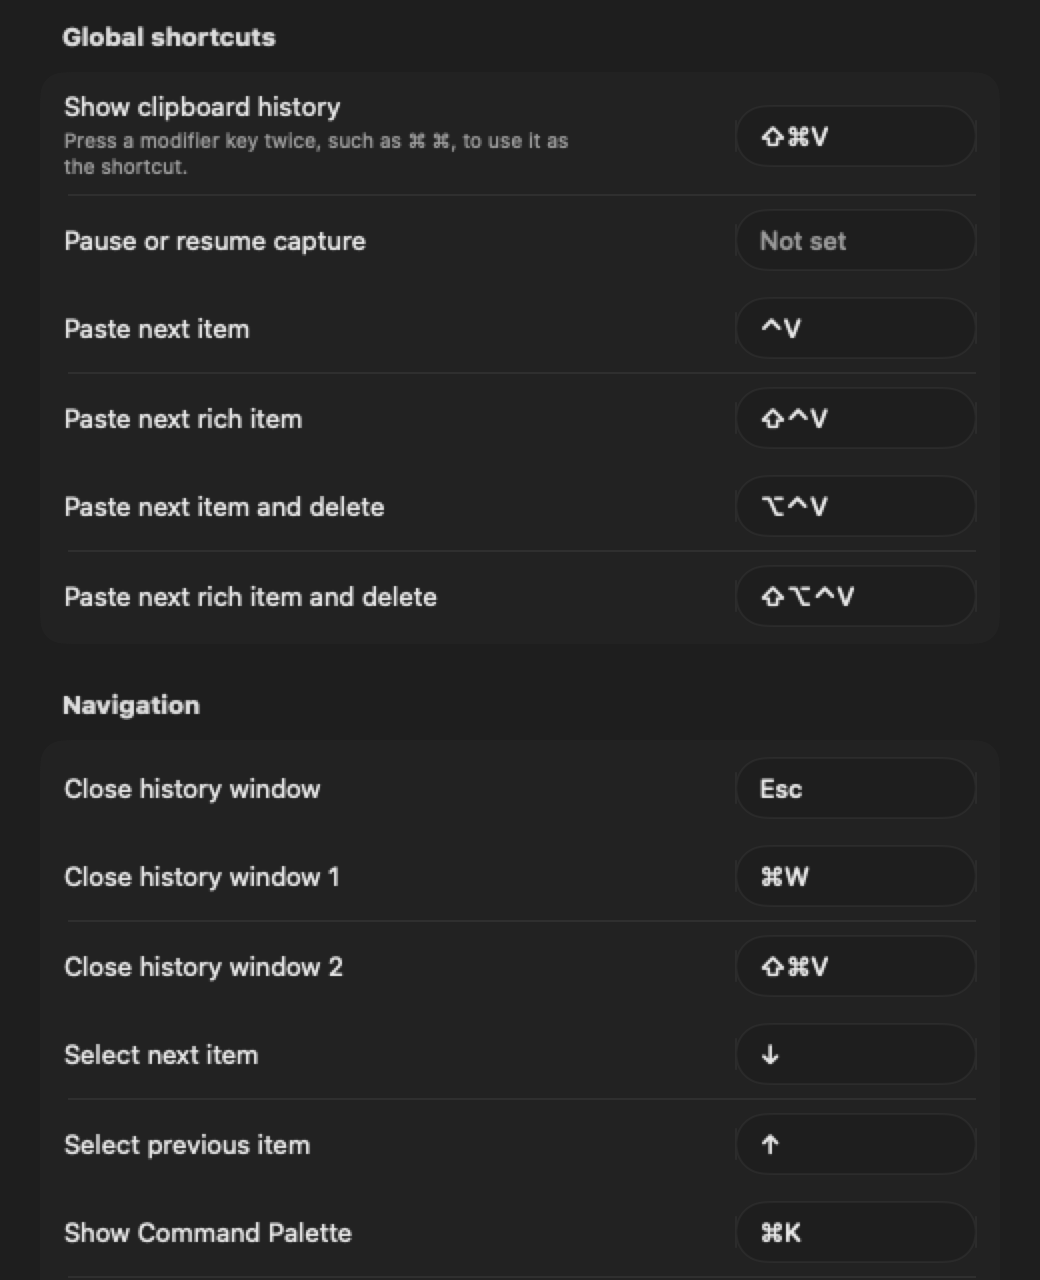 Global shortcuts
Show clipboard history
Press a modifier key twice, such as ⌘ ⌘, to use it as
the shortcut.
⇧⌘V
Pause or resume capture
Not set
Paste next item
^V
Paste next rich item
⇧^V
Paste next item and delete
⌥^V
Paste next rich item and delete
⇧⌥^V
Navigation
Close history window
Esc
Close history window 1
⌘W
Close history window 2
⇧⌘V
Select next item
↓
Select previous item
↑
Show Command Palette
⌘K